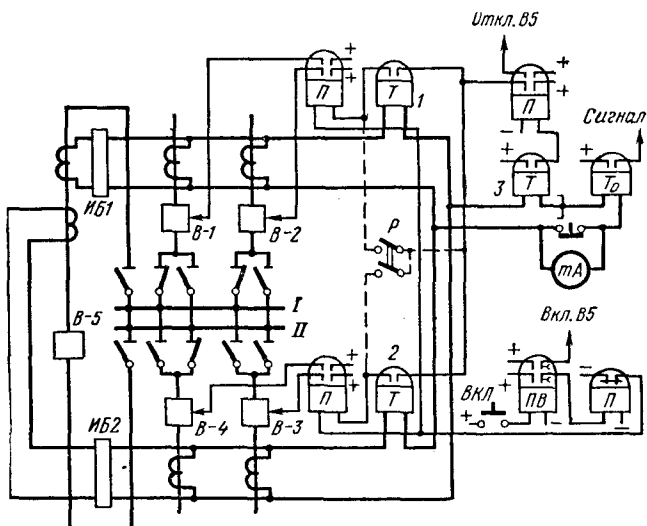 Откл. В5
П
+
+
Т
1
П
+
+
–
Сигнал
+
3
Т
+
То
ИБ1
В-1
В-2
Р
mA
I
II
В-5
Вкл. В5
2
П
+
+
Т
Вкл
+
+
+
ПВ
–
–
П
–
В-4
В-3
ИБ2